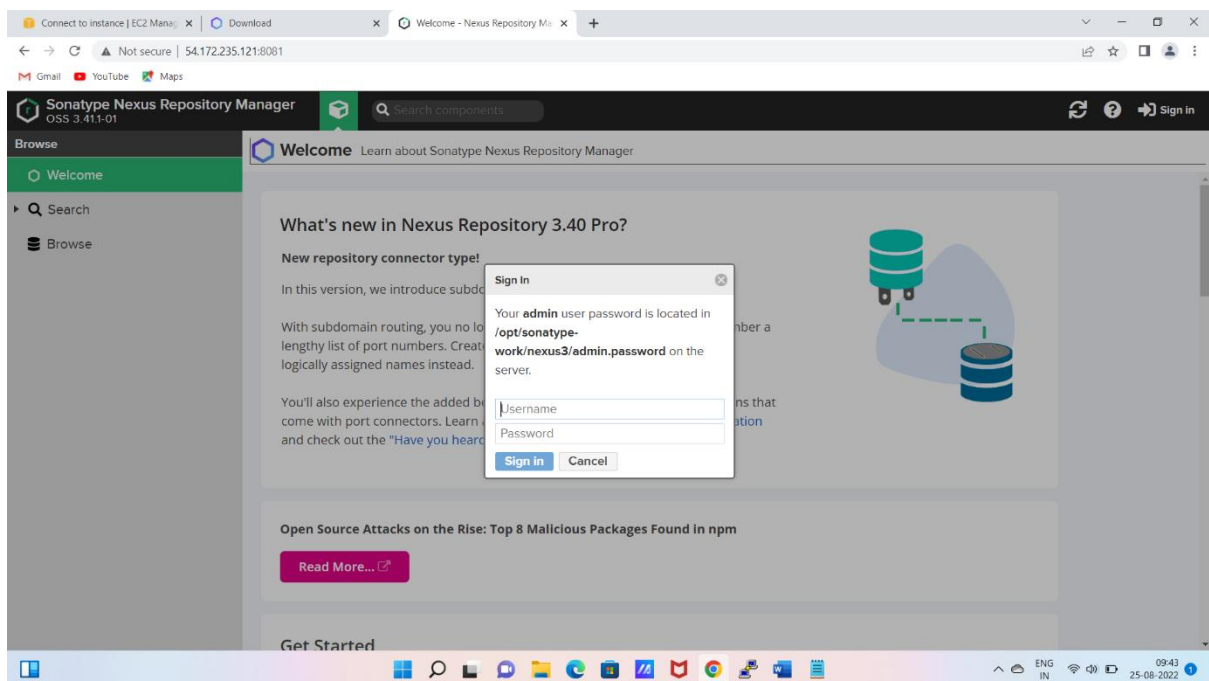 Connect to instance | EC2 Manag
Download
Welcome - Nexus Repository Ma
Not secure | 54.172.235.121:8081
Gmail YouTube Maps
Sonatype Nexus Repository Manager
OSS 3.41.1-01
Search components
Sign in
Browse
Welcome Learn about Sonatype Nexus Repository Manager
Welcome
Search
Browse
What's new in Nexus Repository 3.40 Pro?
New repository connector type!
In this version, we introduce subdo
With subdomain routing, you no lo
nber a
lengthy list of port numbers. Creat
logically assigned names instead.
You'll also experience the added be
ns that
come with port connectors. Learn
ation
and check out the "Have you heard
Sign In
Your admin user password is located in
/opt/sonatype-
work/nexus3/admin.password on the
server.
Username
Password
Sign in Cancel
Open Source Attacks on the Rise: Top 8 Malicious Packages Found in npm
Read More...
Get Started
ENG
IN
09:43
25-08-2022
1